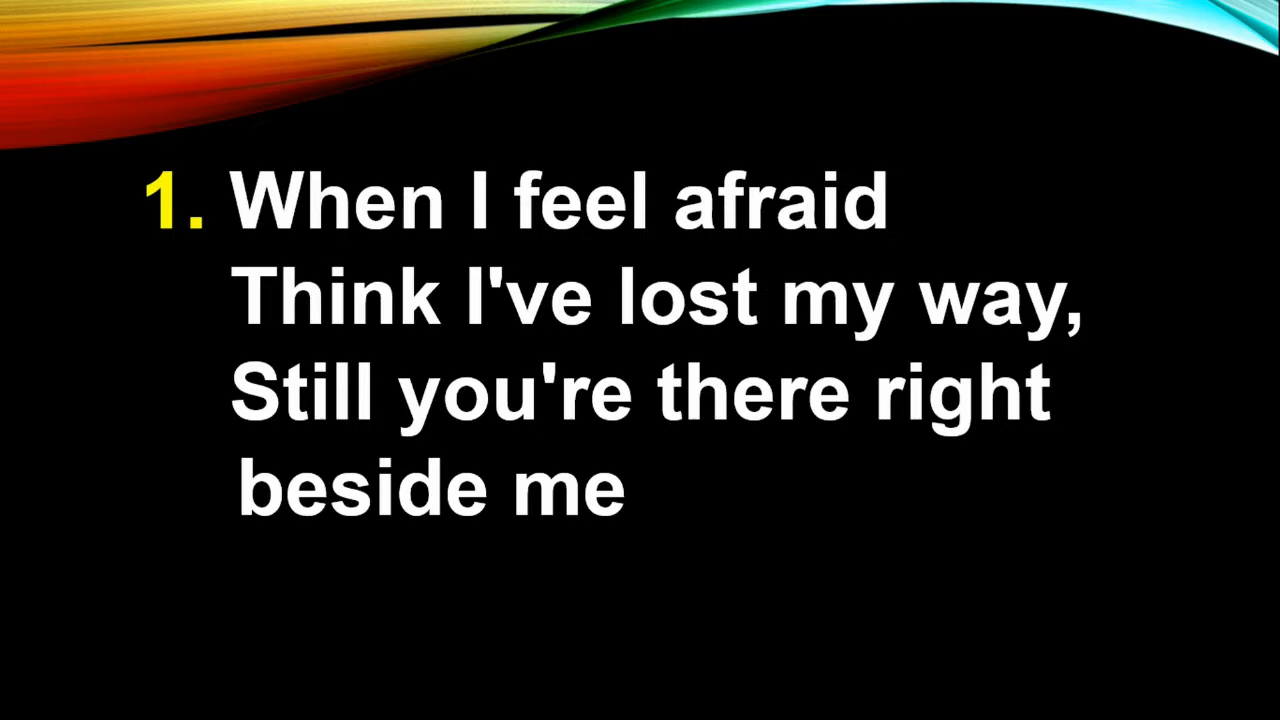 1. When I feel afraid
Think I've lost my way,
Still you're there right
beside me